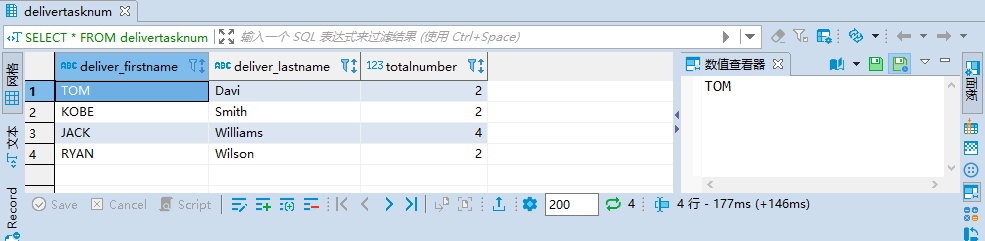 delivertasknum
SELECT * FROM delivertasknum 输入一个 SQL 表达式来过滤结果 (使用 Ctrl+Space)
网格
文本
Record
ABC deliver_firstname ABC deliver_lastname 123 totalnumber
1 TOM Davi 2
2 KOBE Smith 2
3 JACK Williams 4
4 RYAN Wilson 2
数值查看器
TOM
面板
Save Cancel Script 200 4 4 行 - 177ms (+146ms)